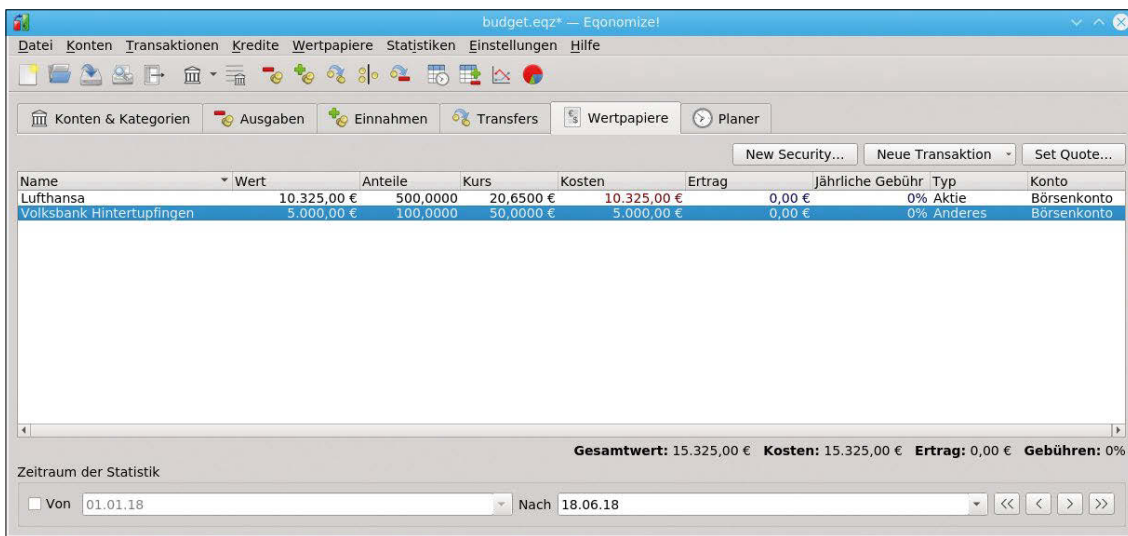 budget.eqz* — Eqonomize!
Datei Konten Transaktionen Kredite Wertpapiere Statistiken Einstellungen Hilfe
Konten & Kategorien Ausgaben Einnahmen Transfers Wertpapiere Planer
New Security... Neue Transaktion Set Quote...
Name Wert Anteile Kurs Kosten Ertrag Jährliche Gebühr Typ Konto
Lufthansa 10.325,00 € 500,0000 20,6500 € 10.325,00 € 0,00 € 0% Aktie Börsenkonto
Volksbank Hintertupfingen 5.000,00 € 100,0000 50,0000 € 5.000,00 € 0,00 € 0% Anderes Börsenkonto
Gesamtwert: 15.325,00 € Kosten: 15.325,00 € Ertrag: 0,00 € Gebühren: 0%
Zeitraum der Statistik
Von 01.01.18 Nach 18.06.18